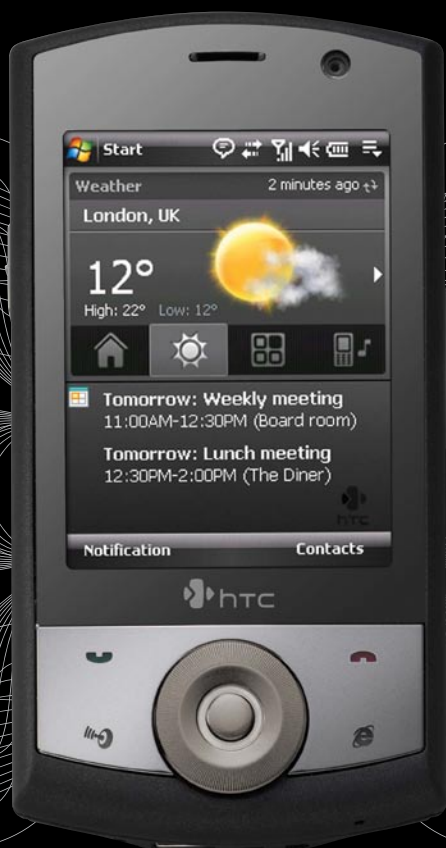 Start
Weather 2 minutes ago
London, UK
12°
High: 22° Low: 12°
Tomorrow: Weekly meeting
11:00AM-12:30PM (Board room)
Tomorrow: Lunch meeting
12:30PM-2:00PM (The Diner)
hTC
Notification Contacts
hTC